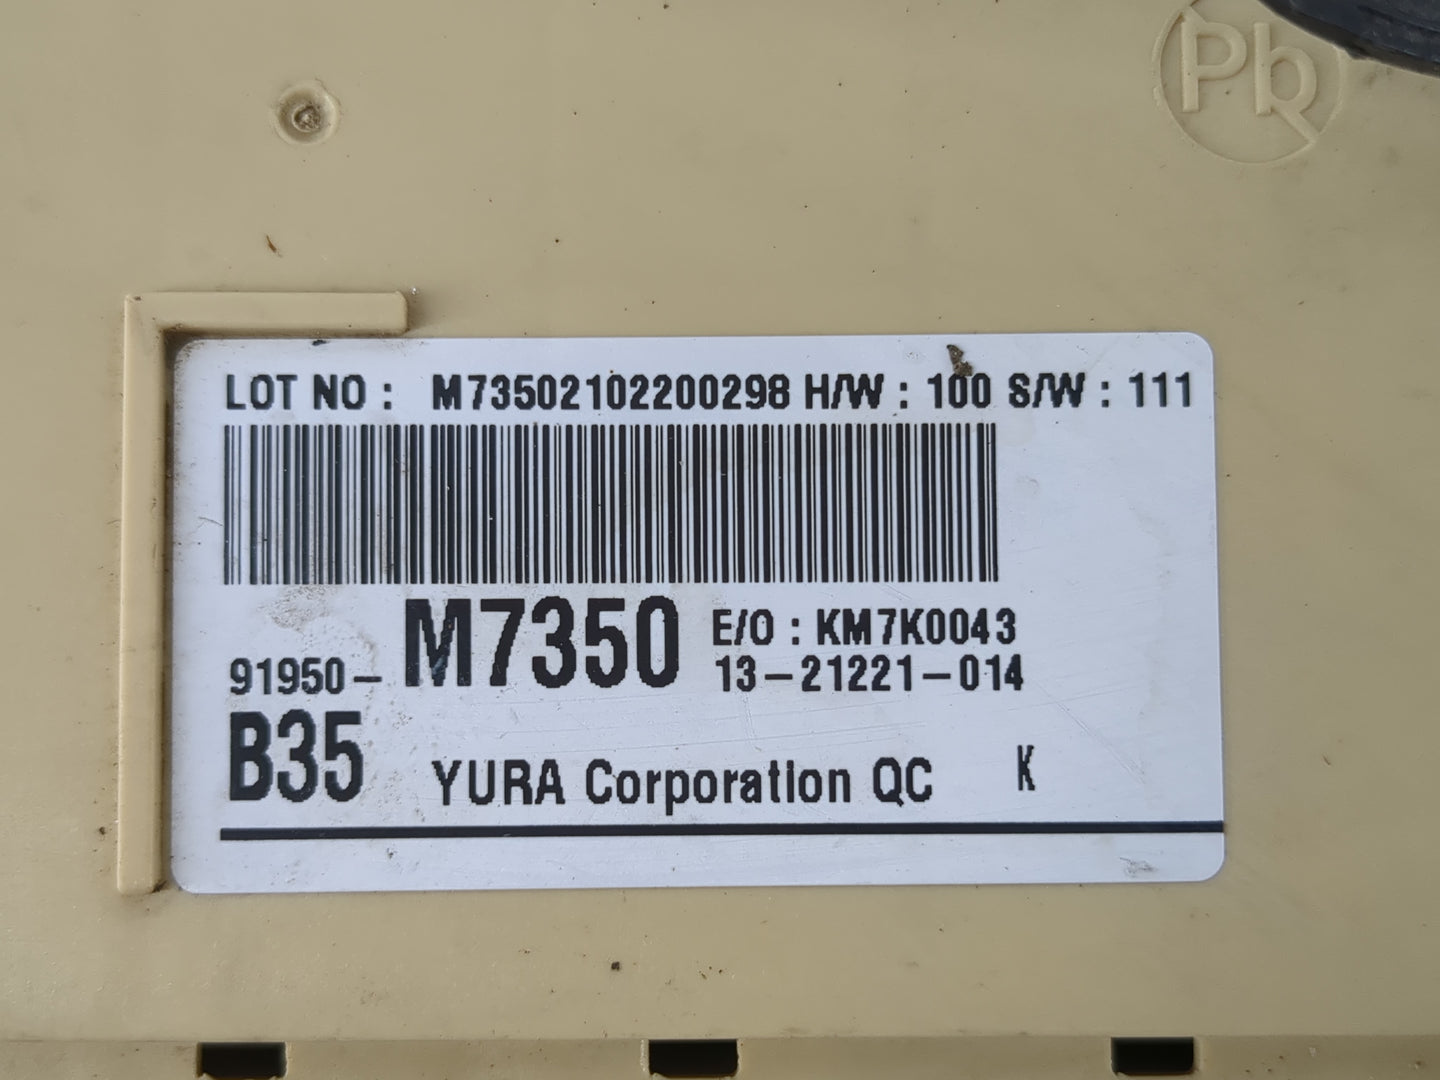 Pb
LOT NO : M73502102200298 H/W : 100 S/W : 111
91950-M7350 E/O : KM7K0043
13-21221-014
B35 YURA Corporation QC K